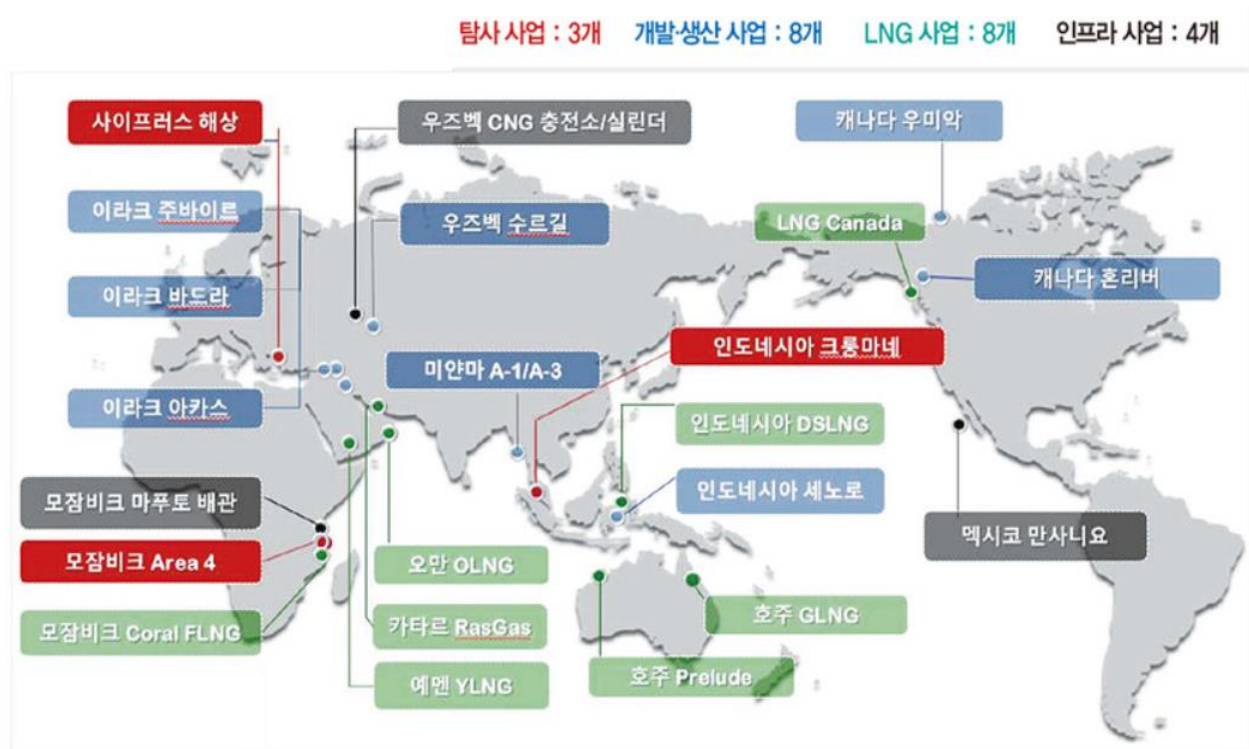 탐사 사업 : 3개 개발·생산 사업 : 8개 LNG 사업 : 8개 인프라 사업 : 4개
사이프러스 해상
우즈벡 CNG 충전소/실린더
캐나다 우미악
이라크 주바이르
우즈벡 수르길
LNG Canada
이라크 바드라
캐나다 혼리버
인도네시아 크룽마네
미얀마 A-1/A-3
이라크 아카스
인도네시아 DSLNG
모잠비크 마푸토 배관
인도네시아 세노로
멕시코 만사니요
모잠비크 Area 4
오만 OLNG
호주 GLNG
모잠비크 Coral FLNG
카타르 RasGas
호주 Prelude
예멘 YLNG